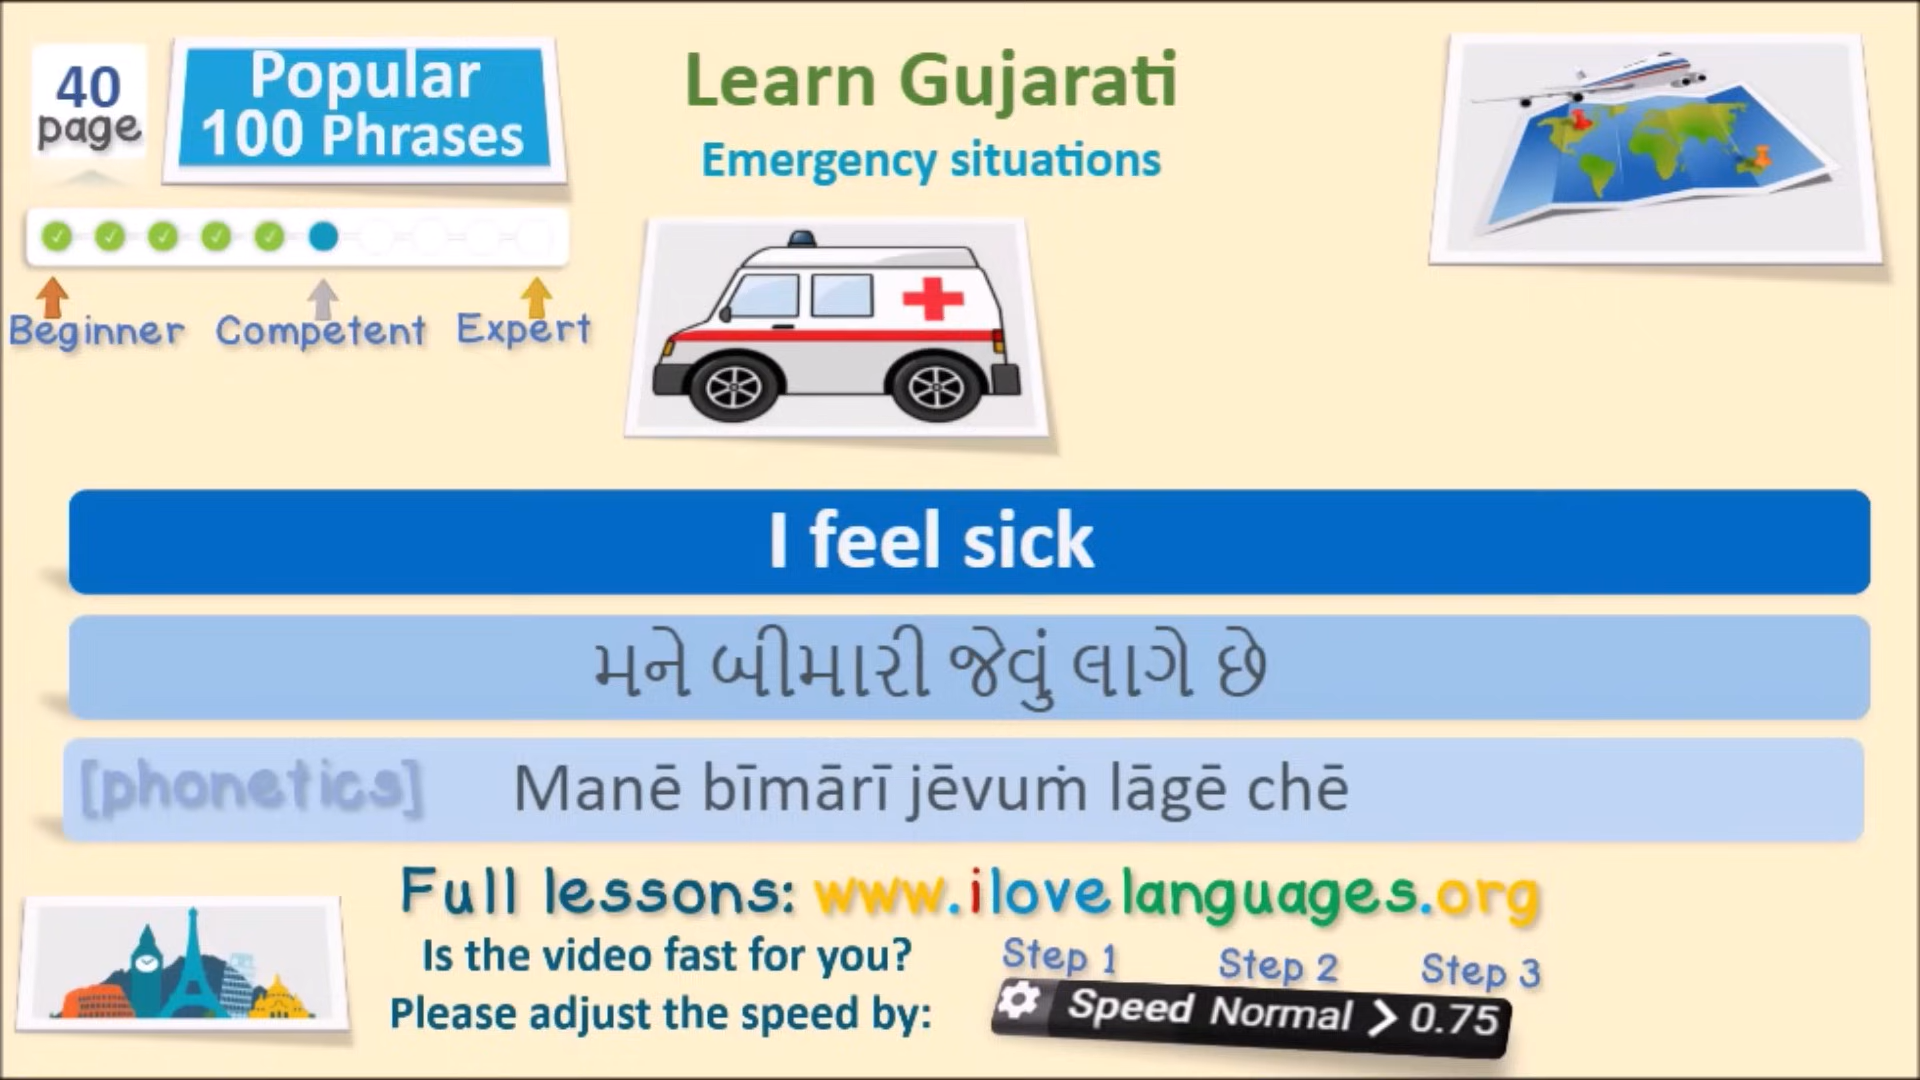 40
page
Popular
100 Phrases
Learn Gujarati
Emergency situations
Beginner Competent Expert
I feel sick
મને બીમારી જેવું લાગે છે
[phonetics] Manē bīmārī jēvuṁ lāgē chē
Full lessons: www.ilovelanguages.org
Is the video fast for you?
Please adjust the speed by:
Step 1 Step 2 Step 3
Speed Normal > 0.75